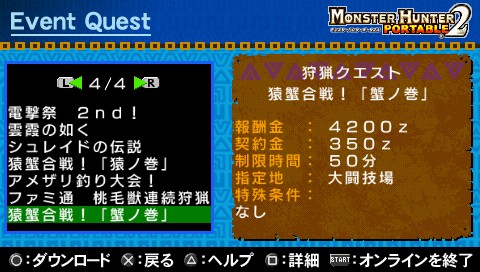 Event Quest
MONSTER HUNTER
PORTABLE 2
L 4/4 R
電撃祭 2nd!
雲霞の如く
シュレイドの伝説
猿蟹合戦!「猿ノ巻」
アメザリ釣り大会!
ファミ通 桃毛獣連続狩猟
猿蟹合戦!「蟹ノ巻」
狩猟クエスト
猿蟹合戦!「蟹ノ巻」
報酬金 : 4200z
契約金 : 350z
制限時間: 50分
指定地 : 大闘技場
特殊条件:
なし
○:ダウンロード ×:戻る △:ヘルプ □:詳細 START:オンラインを終了